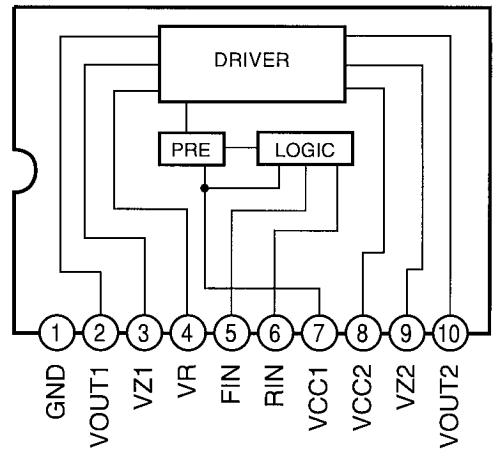 DRIVER
PRE
LOGIC
1 2 3 4 5 6 7 8 9 10
GND
VOUT1
VZ1
VR
FIN
RIN
VCC1
VCC2
VZ2
VOUT2